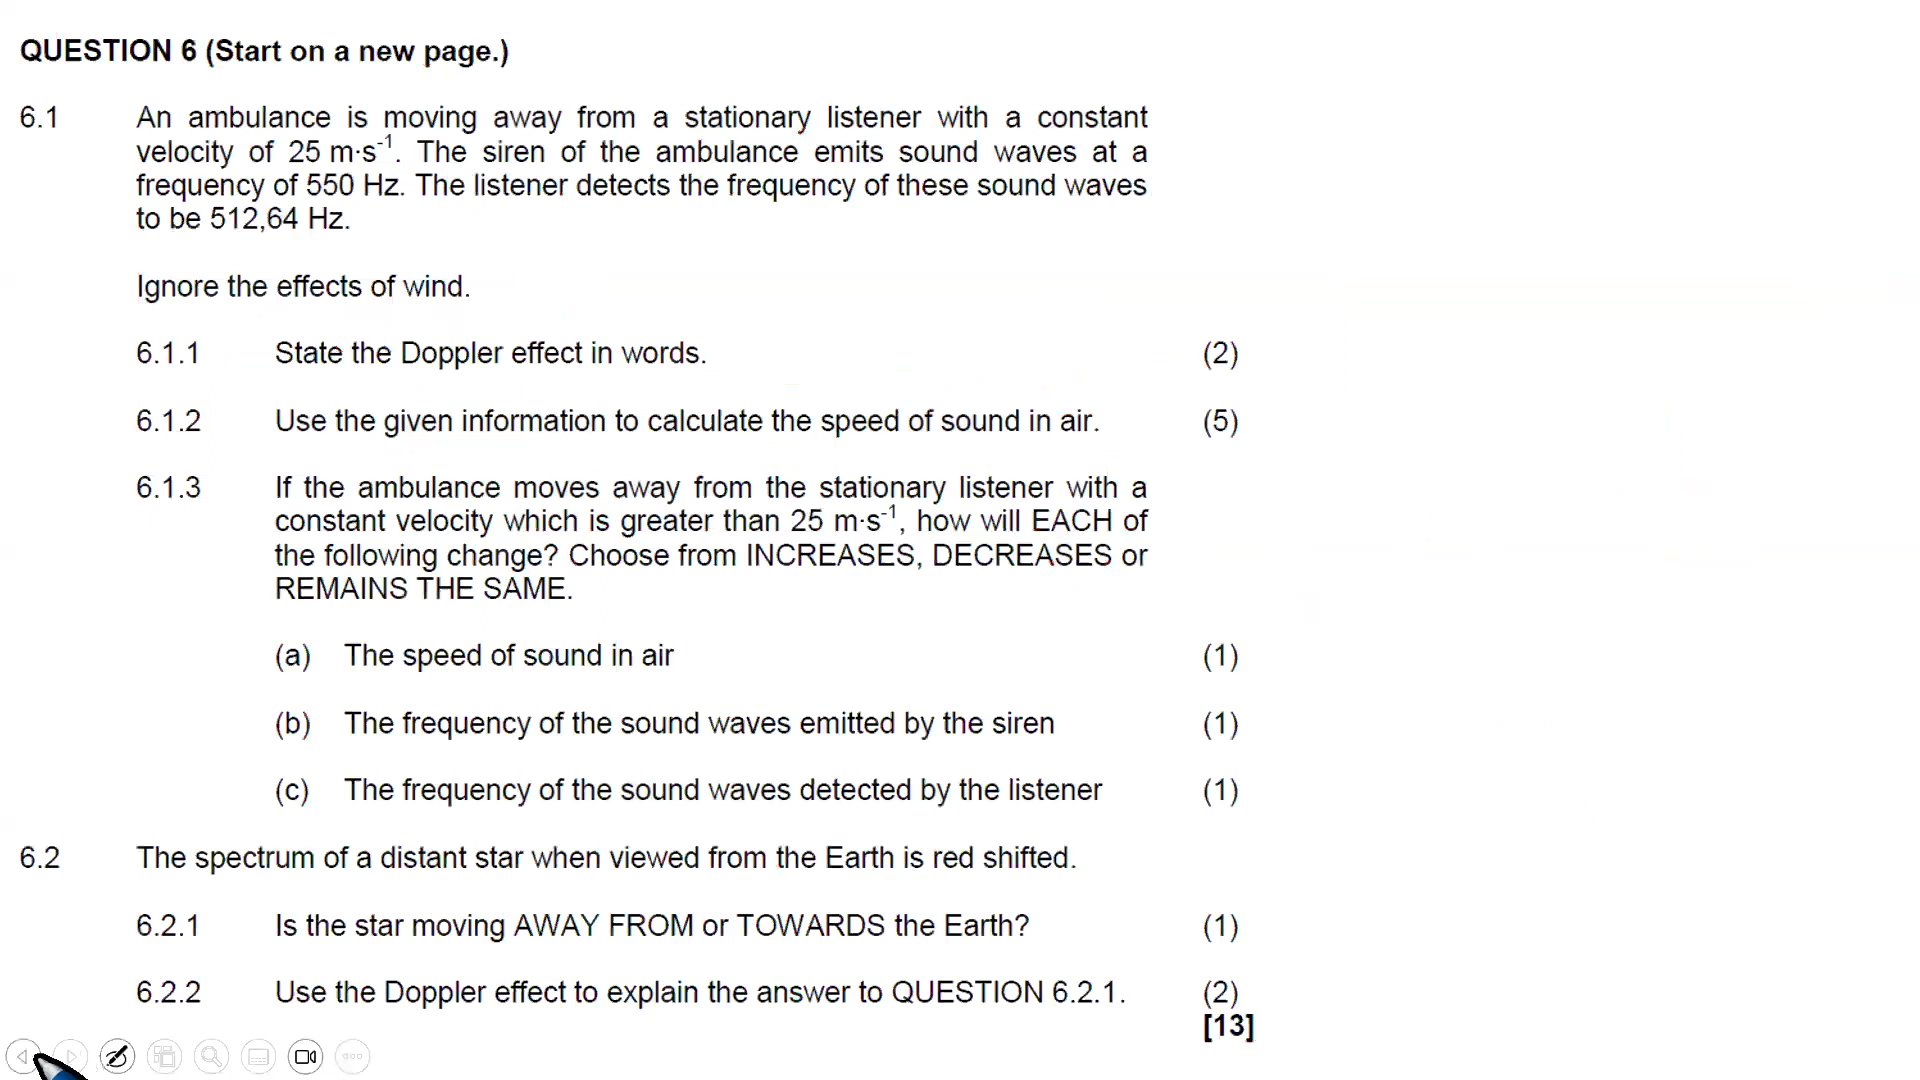 QUESTION 6 (Start on a new page.)
6.1 An ambulance is moving away from a stationary listener with a constant
velocity of 25 m·s⁻¹. The siren of the ambulance emits sound waves at a
frequency of 550 Hz. The listener detects the frequency of these sound waves
to be 512,64 Hz.
Ignore the effects of wind.
6.1.1 State the Doppler effect in words. (2)
6.1.2 Use the given information to calculate the speed of sound in air. (5)
6.1.3 If the ambulance moves away from the stationary listener with a
constant velocity which is greater than 25 m·s⁻¹, how will EACH of
the following change? Choose from INCREASES, DECREASES or
REMAINS THE SAME.
(a) The speed of sound in air (1)
(b) The frequency of the sound waves emitted by the siren (1)
(c) The frequency of the sound waves detected by the listener (1)
6.2 The spectrum of a distant star when viewed from the Earth is red shifted.
6.2.1 Is the star moving AWAY FROM or TOWARDS the Earth? (1)
6.2.2 Use the Doppler effect to explain the answer to QUESTION 6.2.1. (2)
[13]